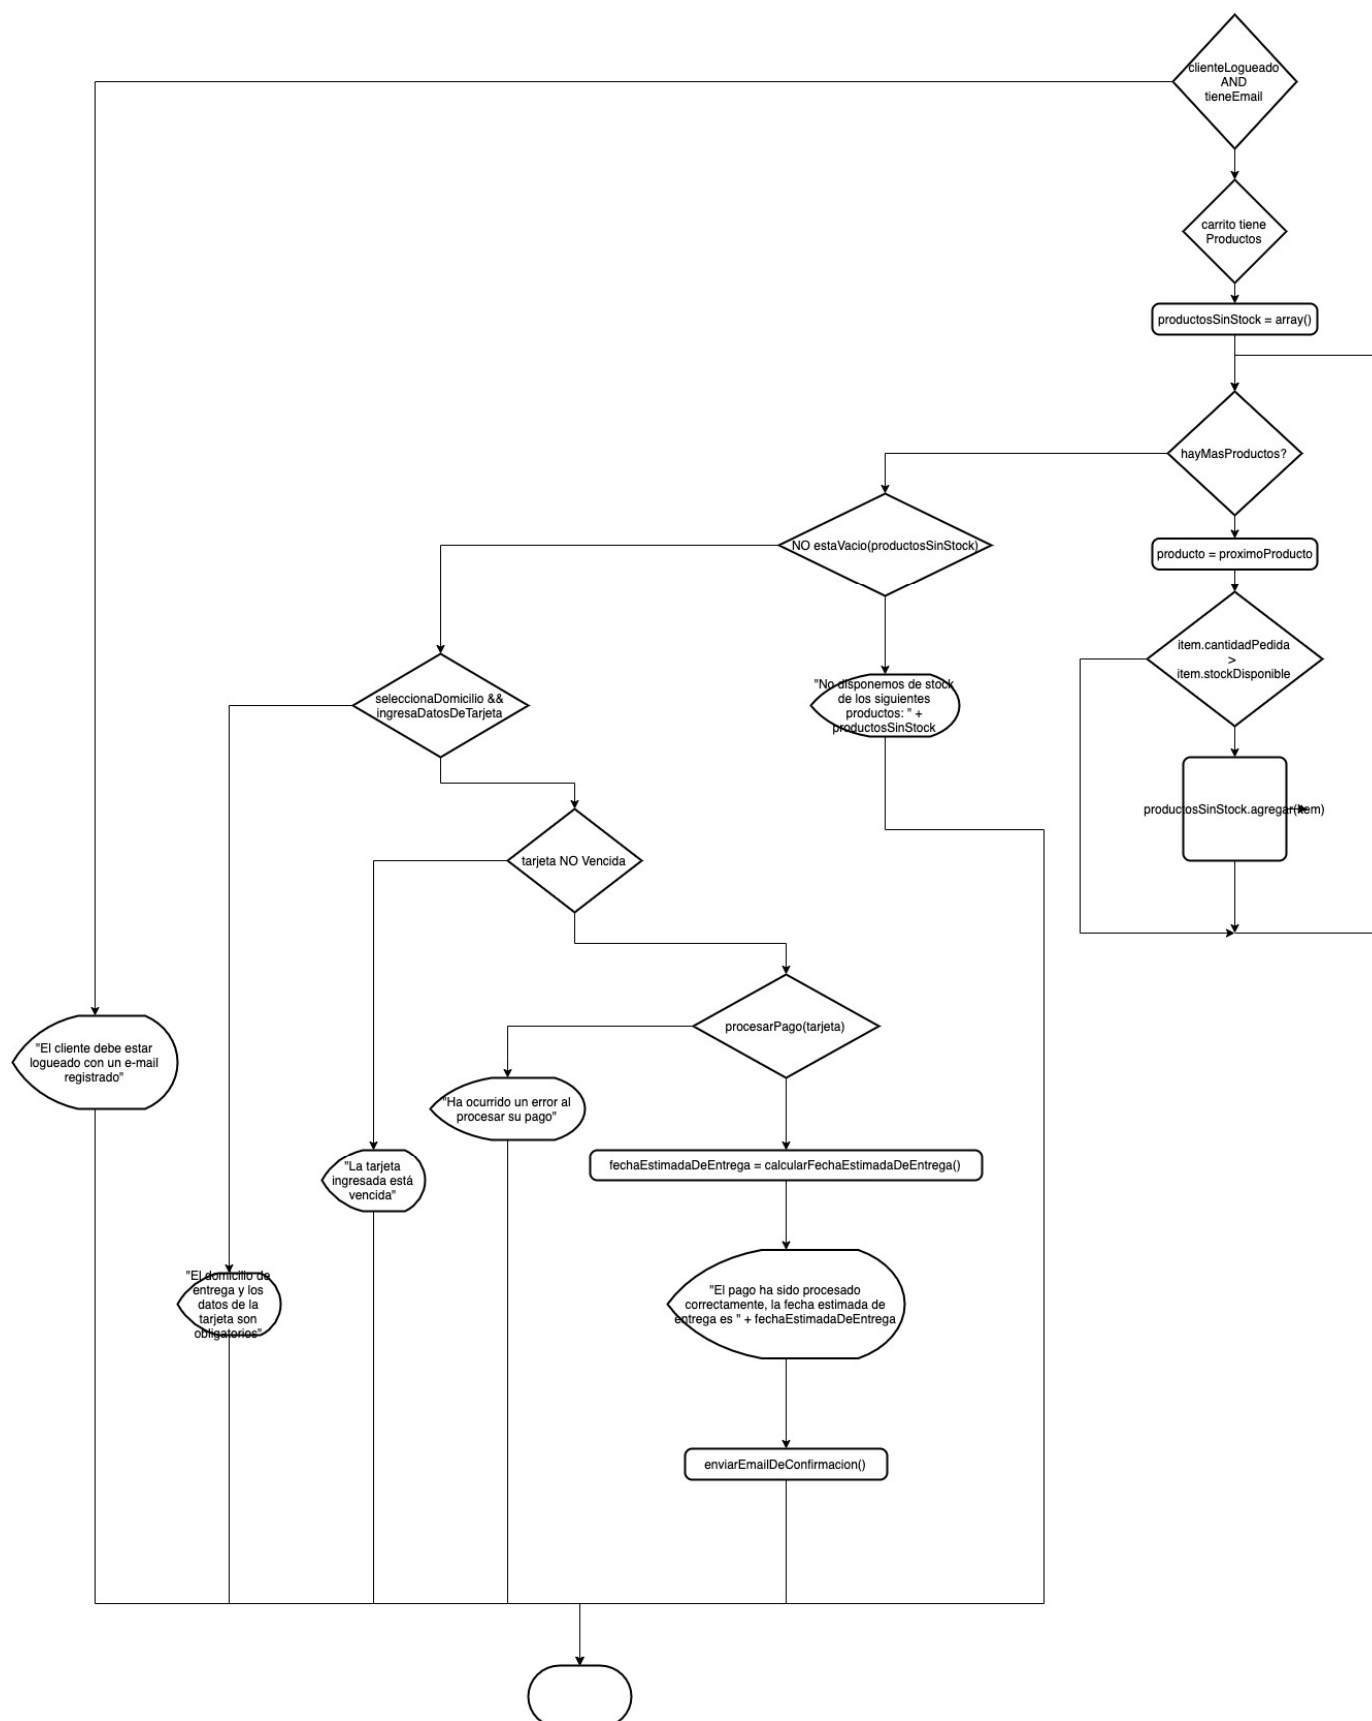 clienteLogueado
AND
tieneEmail
carrito tiene
Productos
productosSinStock = array()
hayMasProductos?
NO estaVacio(productosSinStock)
producto = proximoProducto
item.cantidadPedida
>
item.stockDisponible
seleccionaDomicilio &&
ingresaDatosDeTarjeta
"No disponemos de stock
de los siguientes
productos: " +
productosSinStock
productosSinStock.agregar(item)
tarjeta NO Vencida
procesarPago(tarjeta)
"El cliente debe estar
logueado con un e-mail
registrado"
"Ha ocurrido un error al
procesar su pago"
"La tarjeta
ingresada está
vencida"
fechaEstimadaDeEntrega = calcularFechaEstimadaDeEntrega()
"El domicilio de
entrega y los
datos de la
tarjeta son
obligatorios"
"El pago ha sido procesado
correctamente, la fecha estimada de
entrega es " + fechaEstimadaDeEntrega
enviarEmailDeConfirmacion()